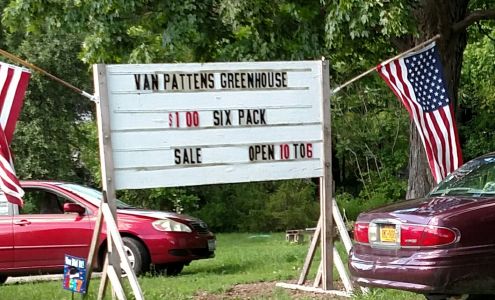 VAN PATTENS GREENHOUSE
$1 00 SIX PACK
SALE OPEN 10 TO 6